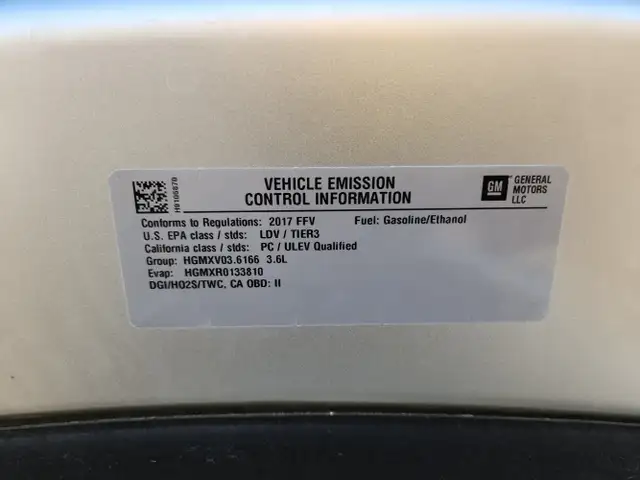 VEHICLE EMISSION
CONTROL INFORMATION
GM
GENERAL
MOTORS
LLC
Conforms to Regulations: 2017 FFV Fuel: Gasoline/Ethanol
U.S. EPA class / stds: LDV / TIER3
California class / stds: PC / ULEV Qualified
Group: HGMXV03.6166 3.6L
Evap: HGMXR0133810
DGI/HO2S/TWC, CA OBD: II